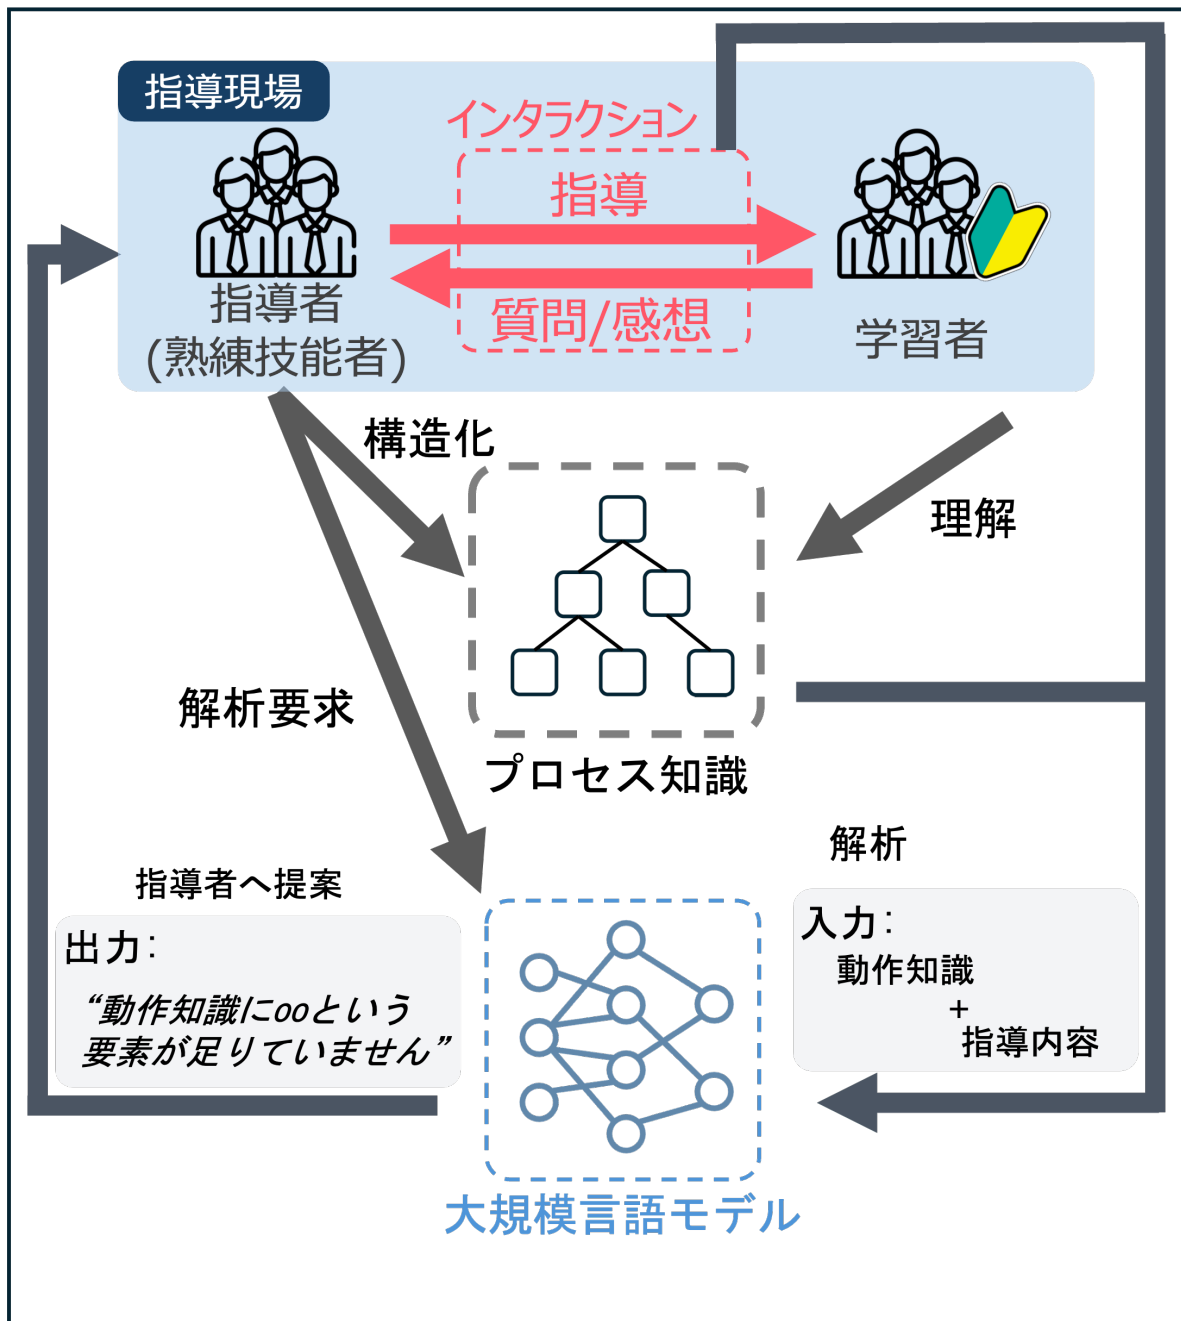 指導現場
インタラクション
指導
質問/感想
指導者
(熟練技能者)
学習者
構造化
理解
解析要求
プロセス知識
解析
指導者へ提案
出力:
“動作知識にooという
要素が足りていません”
入力:
動作知識
+
指導内容
大規模言語モデル